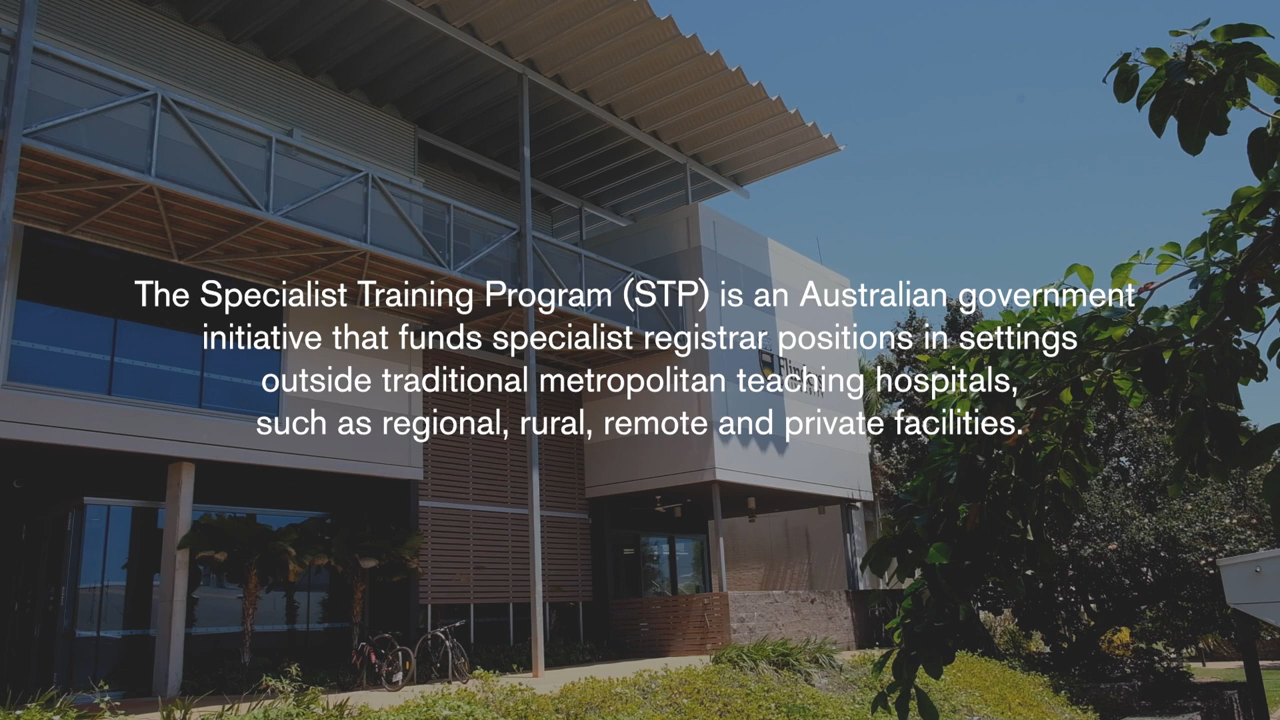 The Specialist Training Program (STP) is an Australian government
initiative that funds specialist registrar positions in settings
outside traditional metropolitan teaching hospitals,
such as regional, rural, remote and private facilities.